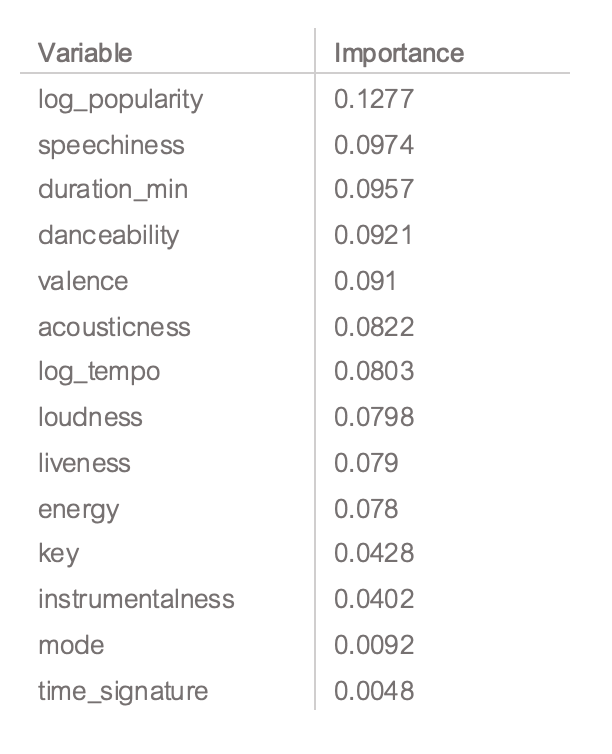 Variable Importance
log_popularity 0.1277
speechiness 0.0974
duration_min 0.0957
danceability 0.0921
valence 0.091
acousticness 0.0822
log_tempo 0.0803
loudness 0.0798
liveness 0.079
energy 0.078
key 0.0428
instrumentalness 0.0402
mode 0.0092
time_signature 0.0048